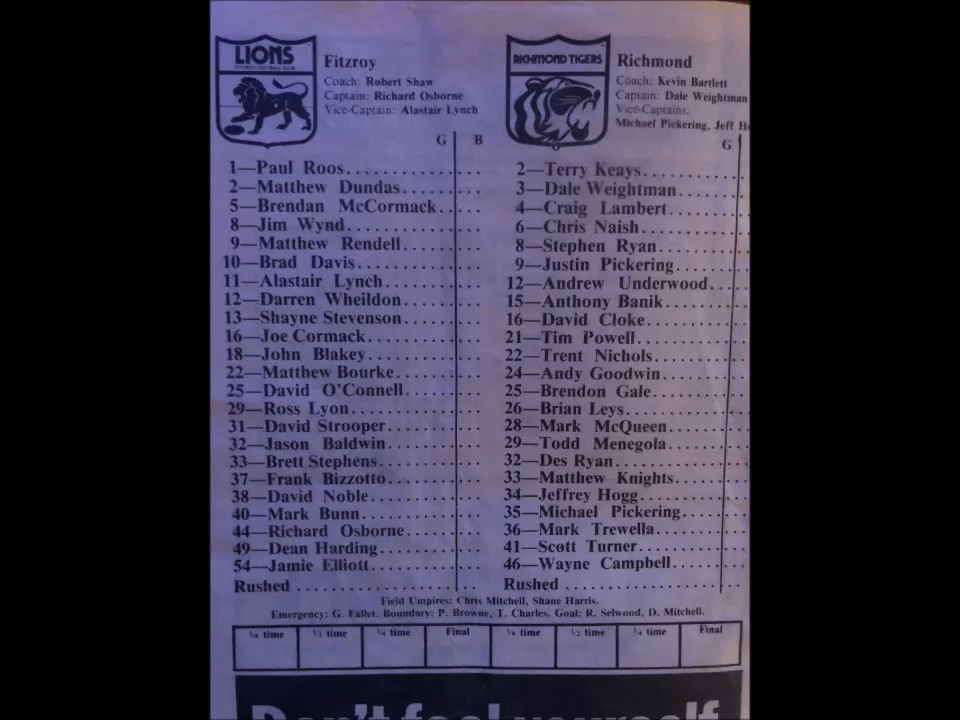 LIONS
Fitzroy
Coach: Robert Shaw
Captain: Richard Osborne
Vice-Captain: Alastair Lynch
G B
1—Paul Roos
2—Matthew Dundas
5—Brendan McCormack
8—Jim Wynd
9—Matthew Rendell
10—Brad Davis
11—Alastair Lynch
12—Darren Wheildon
13—Shayne Stevenson
16—Joe Cormack
18—John Blakey
22—Matthew Bourke
25—David O'Connell
29—Ross Lyon
31—David Strooper
32—Jason Baldwin
33—Brett Stephens
37—Frank Bizzotto
38—David Noble
40—Mark Bunn
44—Richard Osborne
49—Dean Harding
54—Jamie Elliott
Rushed
RICHMOND TIGERS
Richmond
Coach: Kevin Bartlett
Captain: Dale Weightman
Vice-Captains:
Michael Pickering, Jeff
G
2—Terry Keays
3—Dale Weightman
4—Craig Lambert
6—Chris Naish
8—Stephen Ryan
9—Justin Pickering
12—Andrew Underwood
15—Anthony Banik
16—David Cloke
21—Tim Powell
22—Trent Nichols
24—Andy Goodwin
25—Brendon Gale
26—Brian Leys
28—Mark McQueen
29—Todd Menegola
32—Des Ryan
33—Matthew Knights
34—Jeffrey Hogg
35—Michael Pickering
36—Mark Trewella
41—Scott Turner
46—Wayne Campbell
Rushed
Field Umpires: Chris Mitchell, Shane Harris.
Emergency: G. Fallet. Boundary: P. Browne, T. Charles. Goal: R. Selwood, D. Mitchell.
¼ time ½ time ¾ time Final ¼ time ½ time ¾ time Final
Don't feel yourself